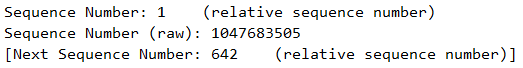 Sequence Number: 1    (relative sequence number)
Sequence Number (raw): 1047683505
[Next Sequence Number: 642    (relative sequence number)]